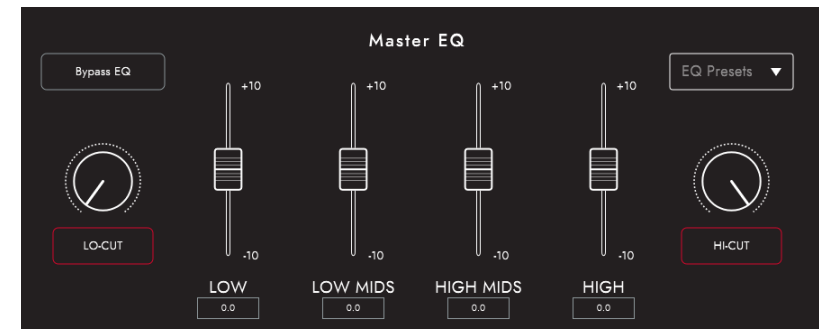 Master EQ
Bypass EQ
EQ Presets
+10
+10
+10
+10
LO-CUT
HI-CUT
-10
-10
-10
-10
LOW
LOW MIDS
HIGH MIDS
HIGH
0.0
0.0
0.0
0.0